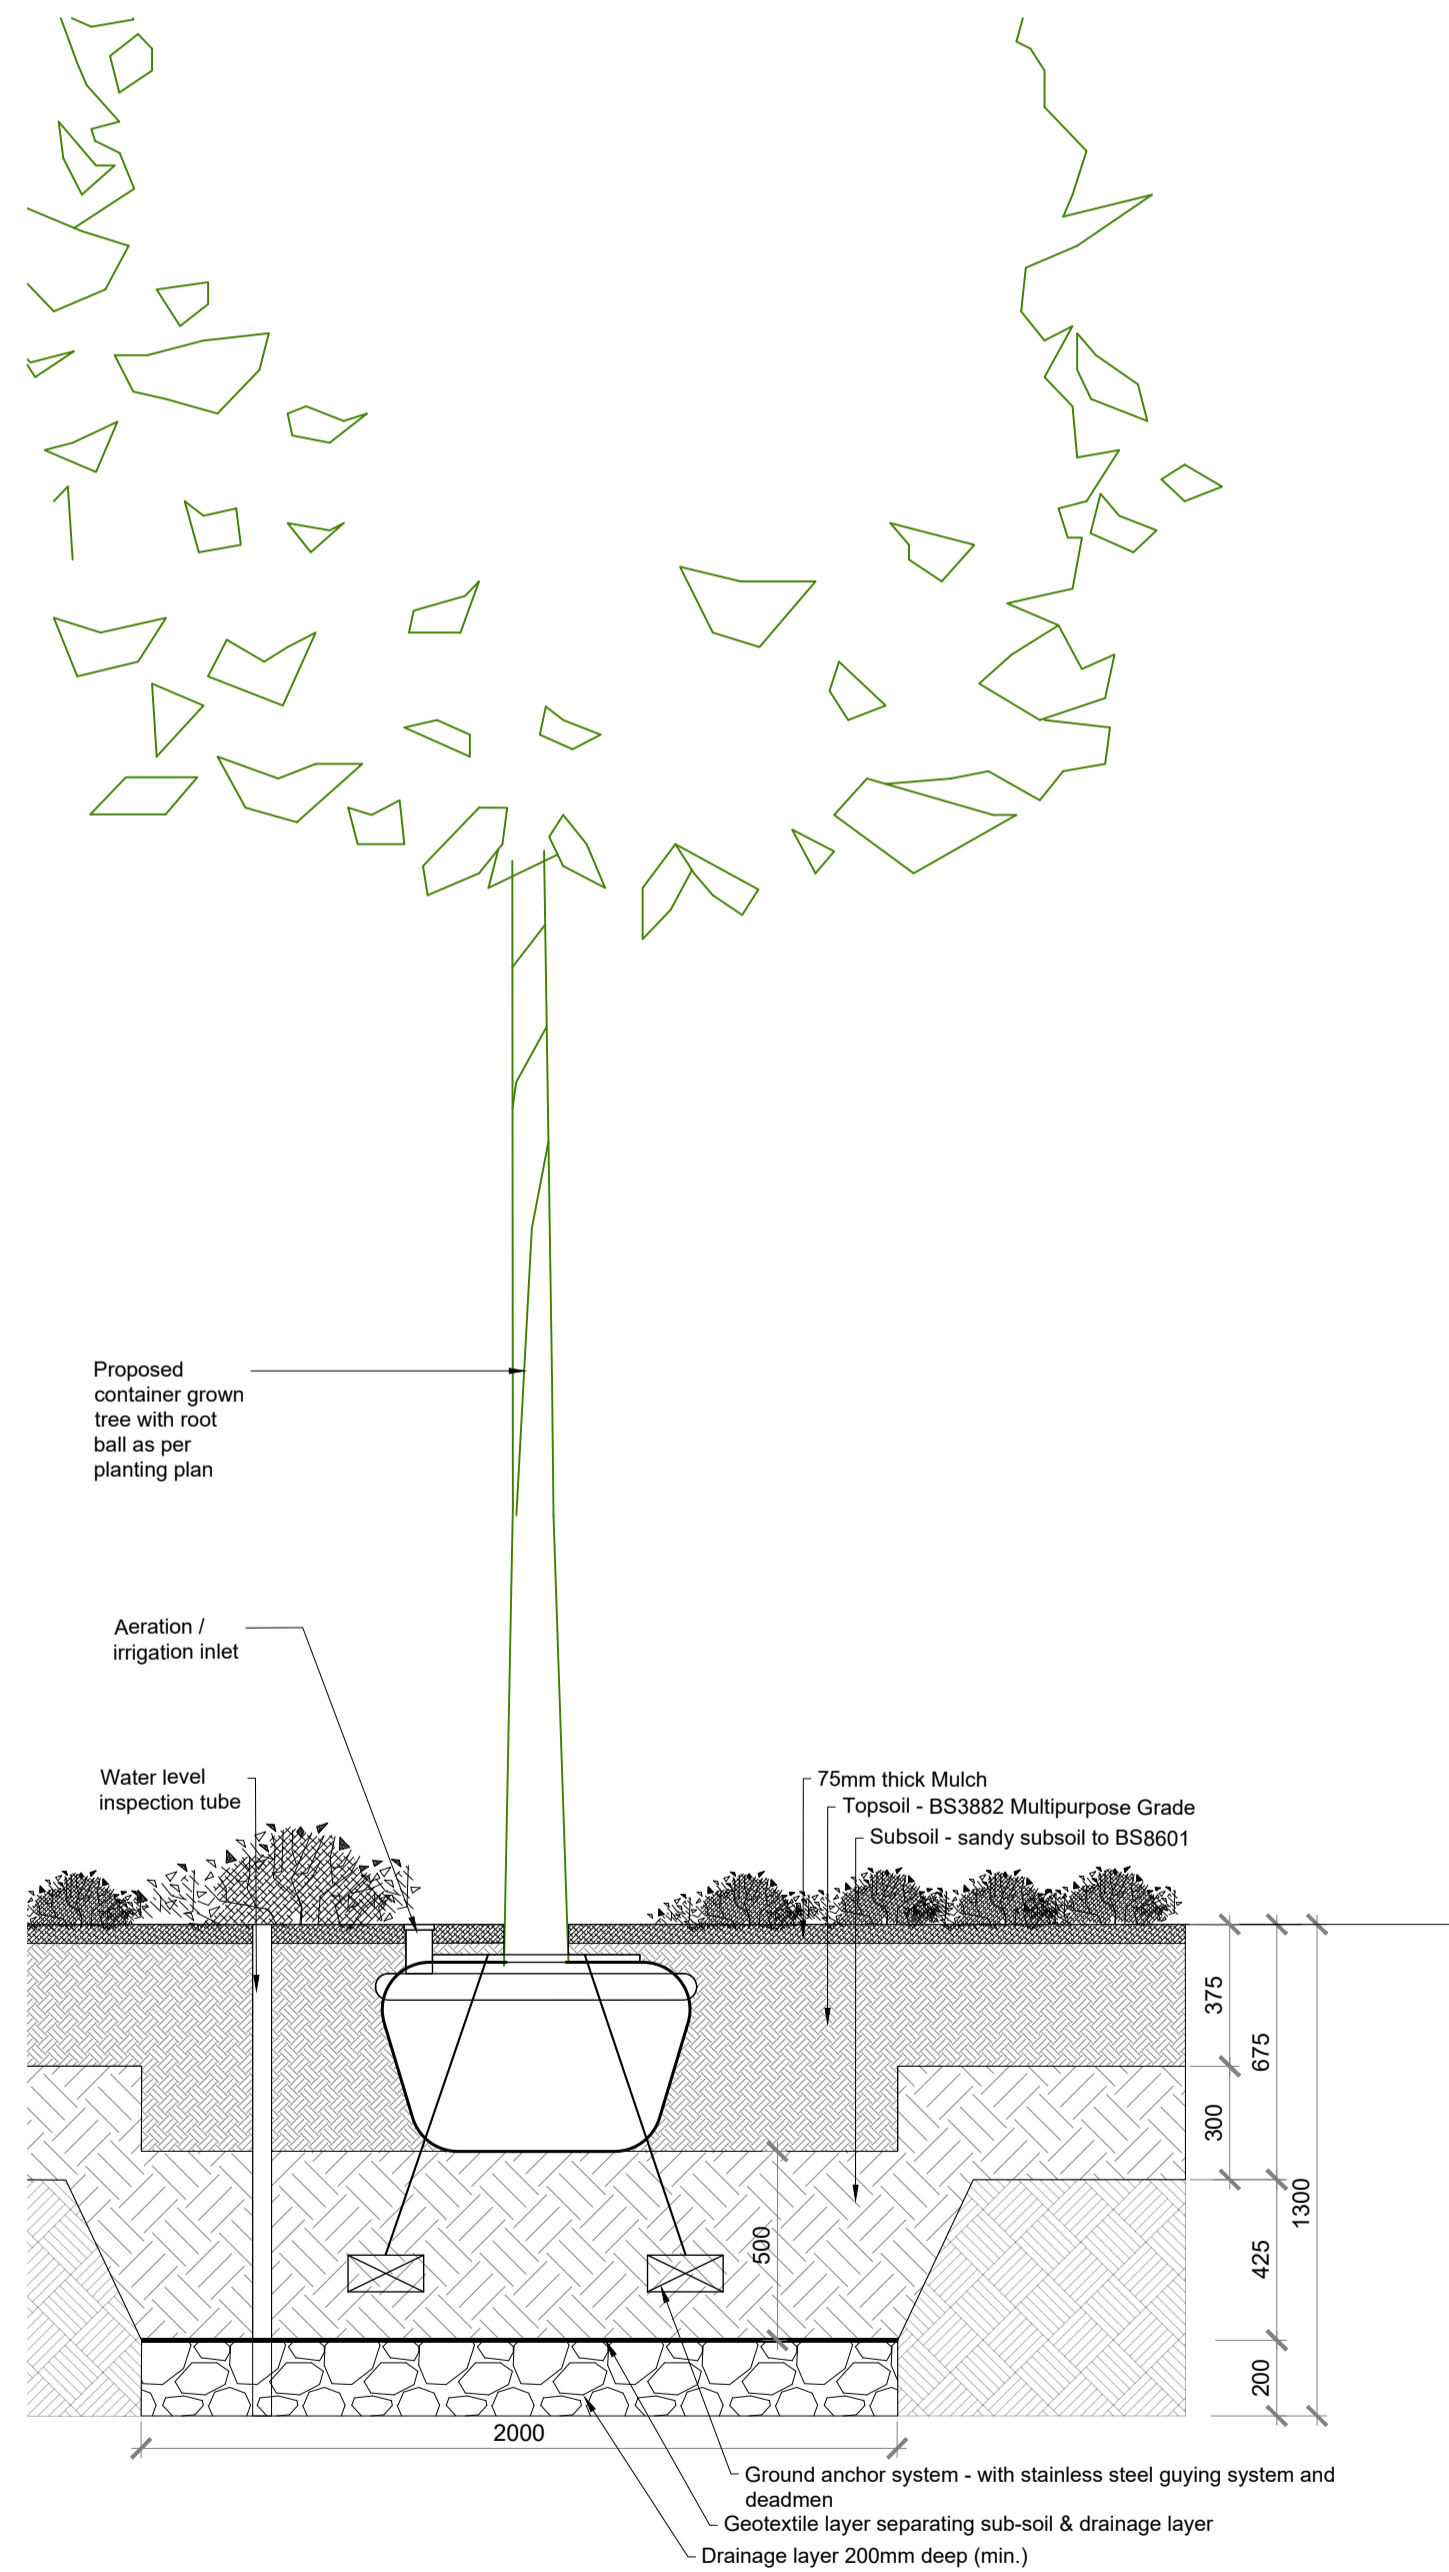 Proposed
container grown
tree with root
ball as per
planting plan
Aeration /
irrigation inlet
Water level
inspection tube
75mm thick Mulch
Topsoil - BS3882 Multipurpose Grade
Subsoil - sandy subsoil to BS8601
375
675
300
1300
500
425
200
2000
Ground anchor system - with stainless steel guying system and
deadmen
Geotextile layer separating sub-soil & drainage layer
Drainage layer 200mm deep (min.)